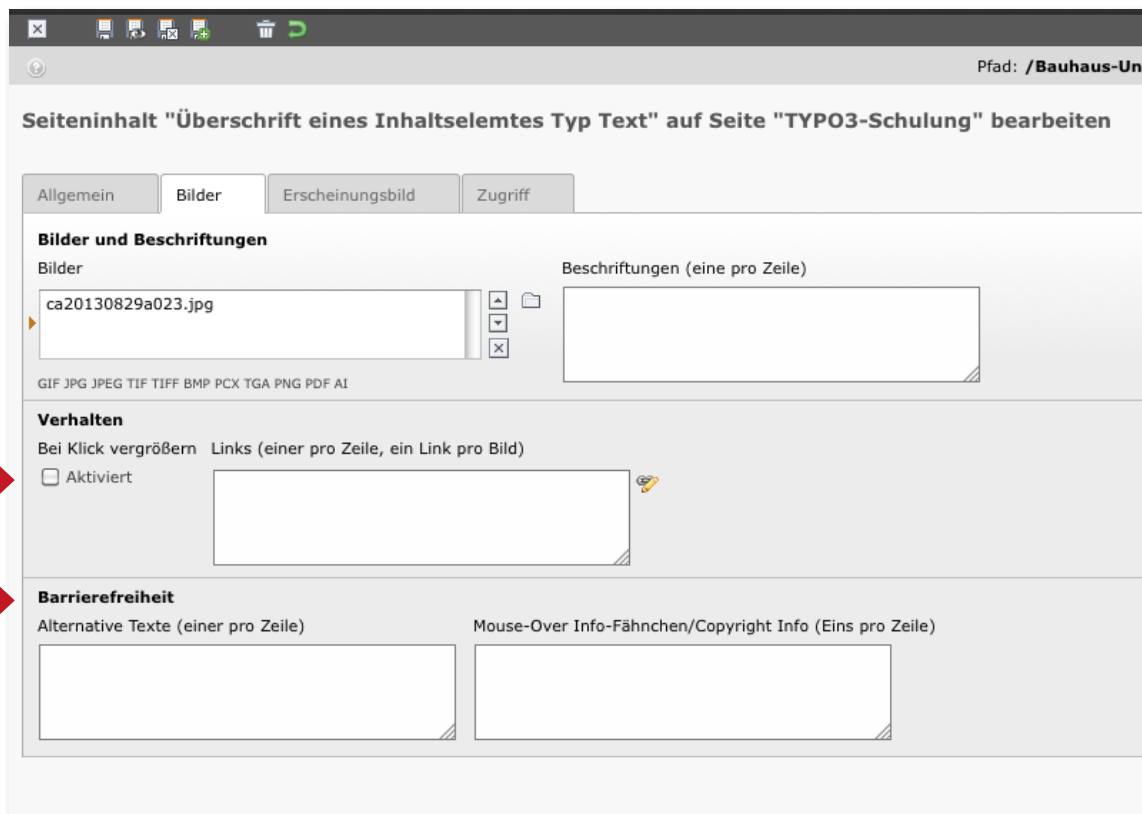 Pfad: /Bauhaus-Un
Seiteninhalt "Überschrift eines Inhaltselemtes Typ Text" auf Seite "TYPO3-Schulung" bearbeiten
Allgemein Bilder Erscheinungsbild Zugriff
Bilder und Beschriftungen
Bilder Beschriftungen (eine pro Zeile)
ca20130829a023.jpg
GIF JPG JPEG TIF TIFF BMP PCX TGA PNG PDF AI
Verhalten
Bei Klick vergrößern Links (einer pro Zeile, ein Link pro Bild)
Aktiviert
Barrierefreiheit
Alternative Texte (einer pro Zeile) Mouse-Over Info-Fähnchen/Copyright Info (Eins pro Zeile)